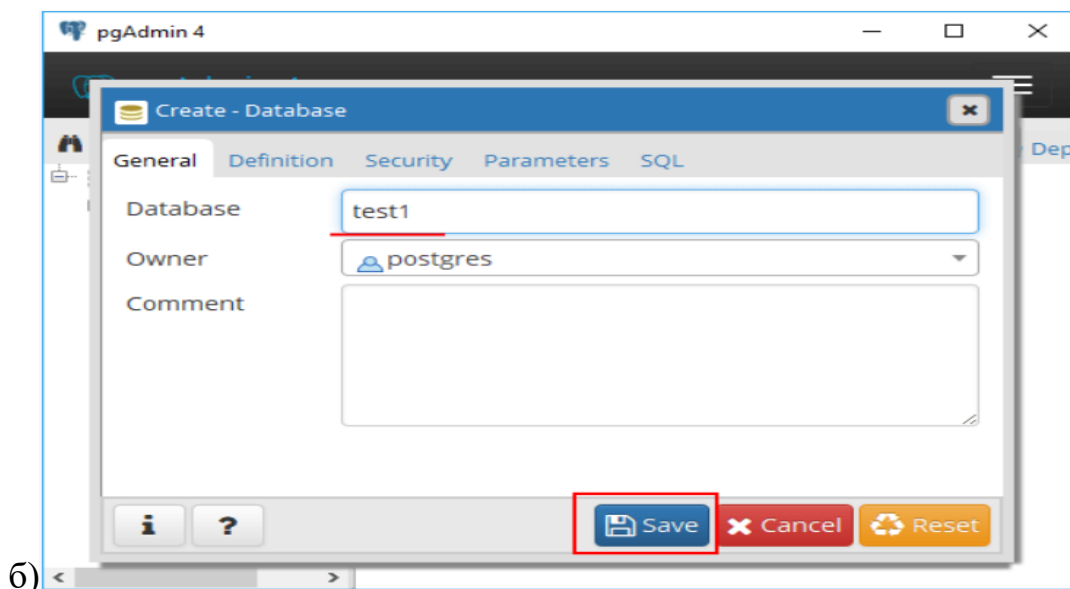 pgAdmin 4
Create - Database
General Definition Security Parameters SQL
Dep
Database test1
Owner postgres
Comment
i ? Save Cancel Reset
б)